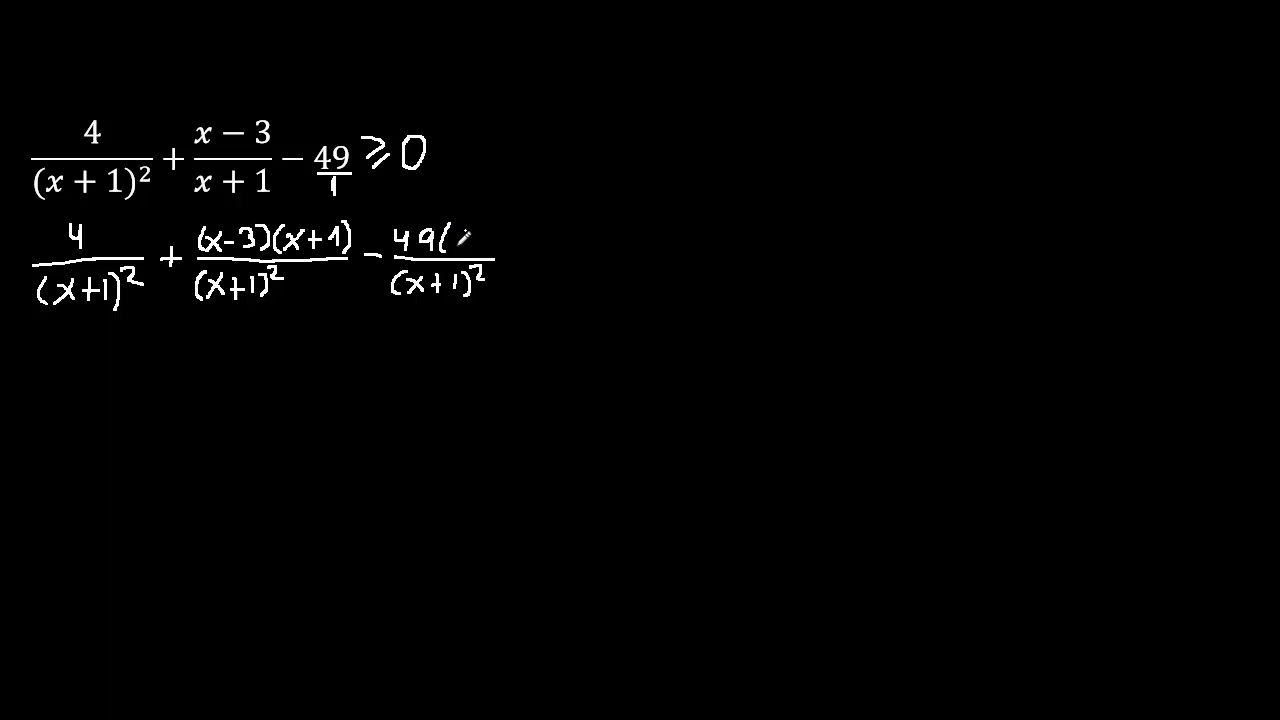 4/(x + 1)² + (x − 3)/(x + 1) − 49/1 ≥ 0
4/(x+1)² + (x-3)(x+1)/(x+1)² - 49(/(x+1)²